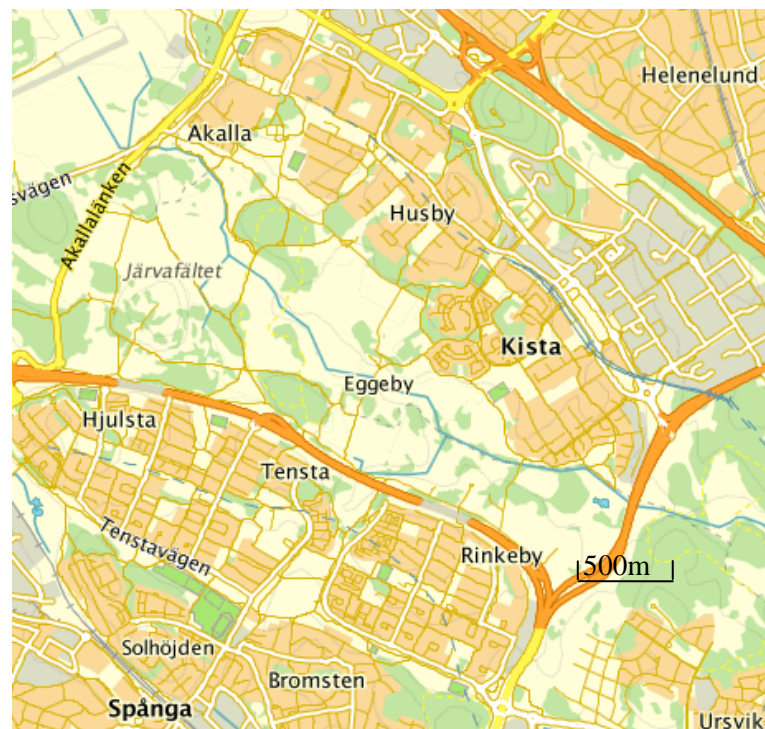 Helenelund
Akalla
svägen
Husby
Akallalänken
Järvafältet
Kista
Eggeby
Hjulsta
Tensta
Tenstavägen
Rinkeby
500m
Solhöjden
Bromsten
Spånga
Ursvik